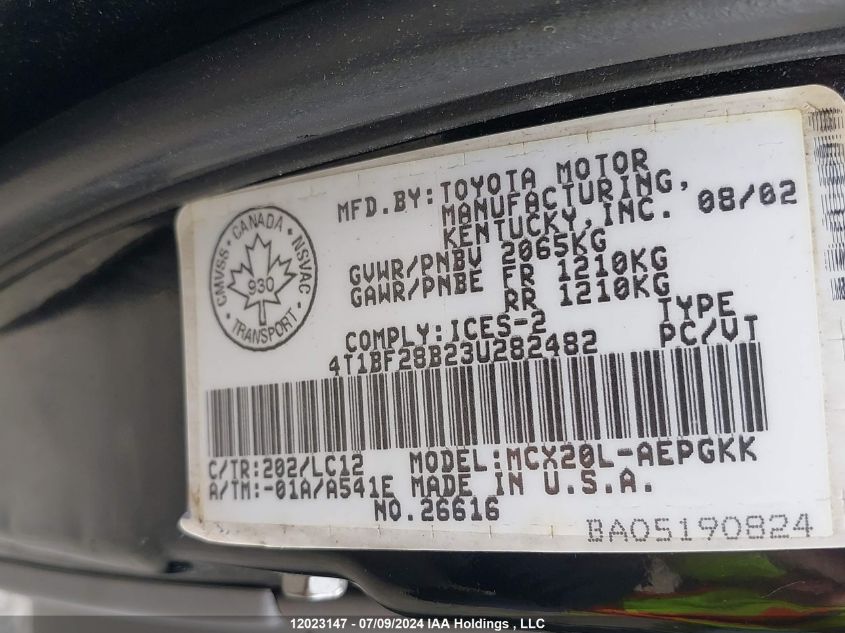 MFD.BY: TOYOTA MOTOR
MANUFACTURING, 08/02
KENTUCKY, INC.
GVWR/PNBV 2065KG
GAWR/PNBE FR 1210KG
RR 1210KG
COMPLY: ICES-2 TYPE
4T1BF28B23U282482 PC/VT
CMVSS · CANADA · NSVAC
930
TRANSPORT
C/TR: 202/LC12 MODEL: MCX20L-AEPGKK
A/TM: -01A/A541E MADE IN U.S.A.
NO. 26616
BA05190824
12023147 - 07/09/2024 IAA Holdings , LLC